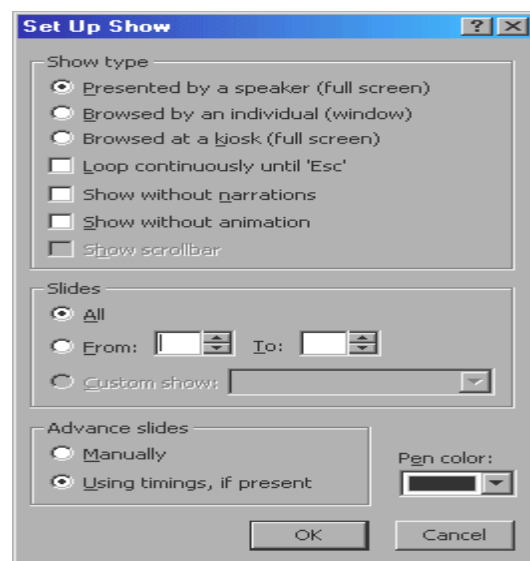 Set Up Show
Show type
Presented by a speaker (full screen)
Browsed by an individual (window)
Browsed at a kiosk (full screen)
Loop continuously until 'Esc'
Show without narrations
Show without animation
Show scrollbar
Slides
All
From: To:
Custom show:
Advance slides
Manually
Using timings, if present
Pen color:
OK Cancel